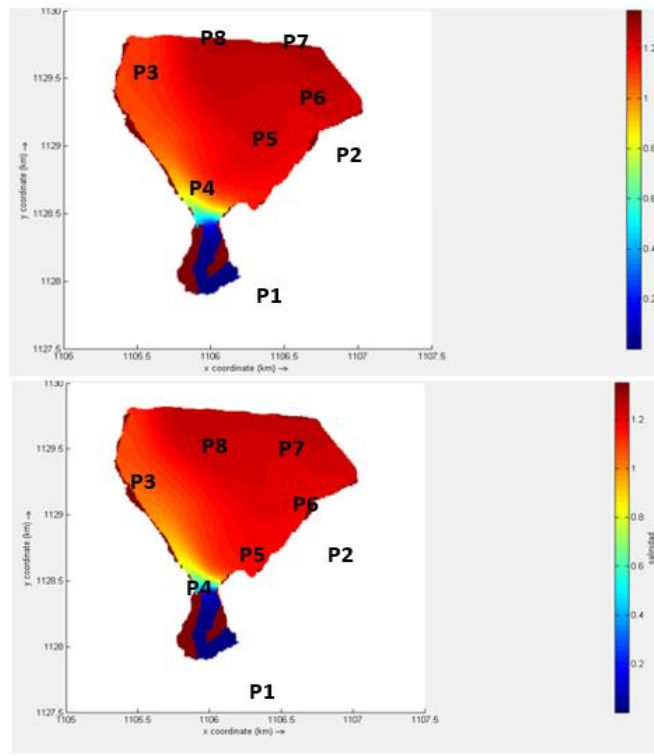 1130
P8
P7
P3
1129.5
P6
P5
P2
1129
P4
1128.5
1128
P1
1127.5
1105
1105.5
1106
1106.5
1107
1107.5
x coordinate (km) →
y coordinate (km) →
1.2
1
0.8
0.6
0.4
0.2
1130
P8
P7
1129.5
P3
P6
1129
P5
P2
P4
1128.5
1128
P1
1127.5
1105
1105.5
1106
1106.5
1107
1107.5
x coordinate (km) →
y coordinate (km) →
1.2
1
0.8
0.6
0.4
0.2
salinidad